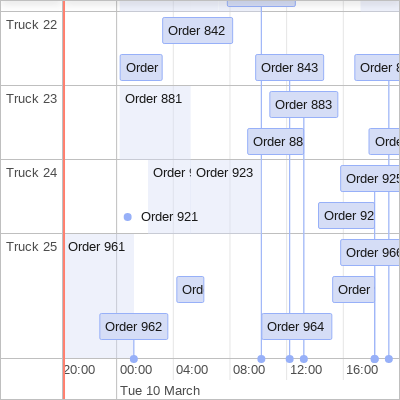 Truck 22
Order 842
Order
Order 843
Order 8
Truck 23
Order 881
Order 883
Order 88
Orde
Truck 24
Order 9
Order 923
Order 925
Order 921
Order 92
Truck 25
Order 961
Order 966
Ord
Order
Order 962
Order 964
20:00
00:00
04:00
08:00
12:00
16:00
Tue 10 March